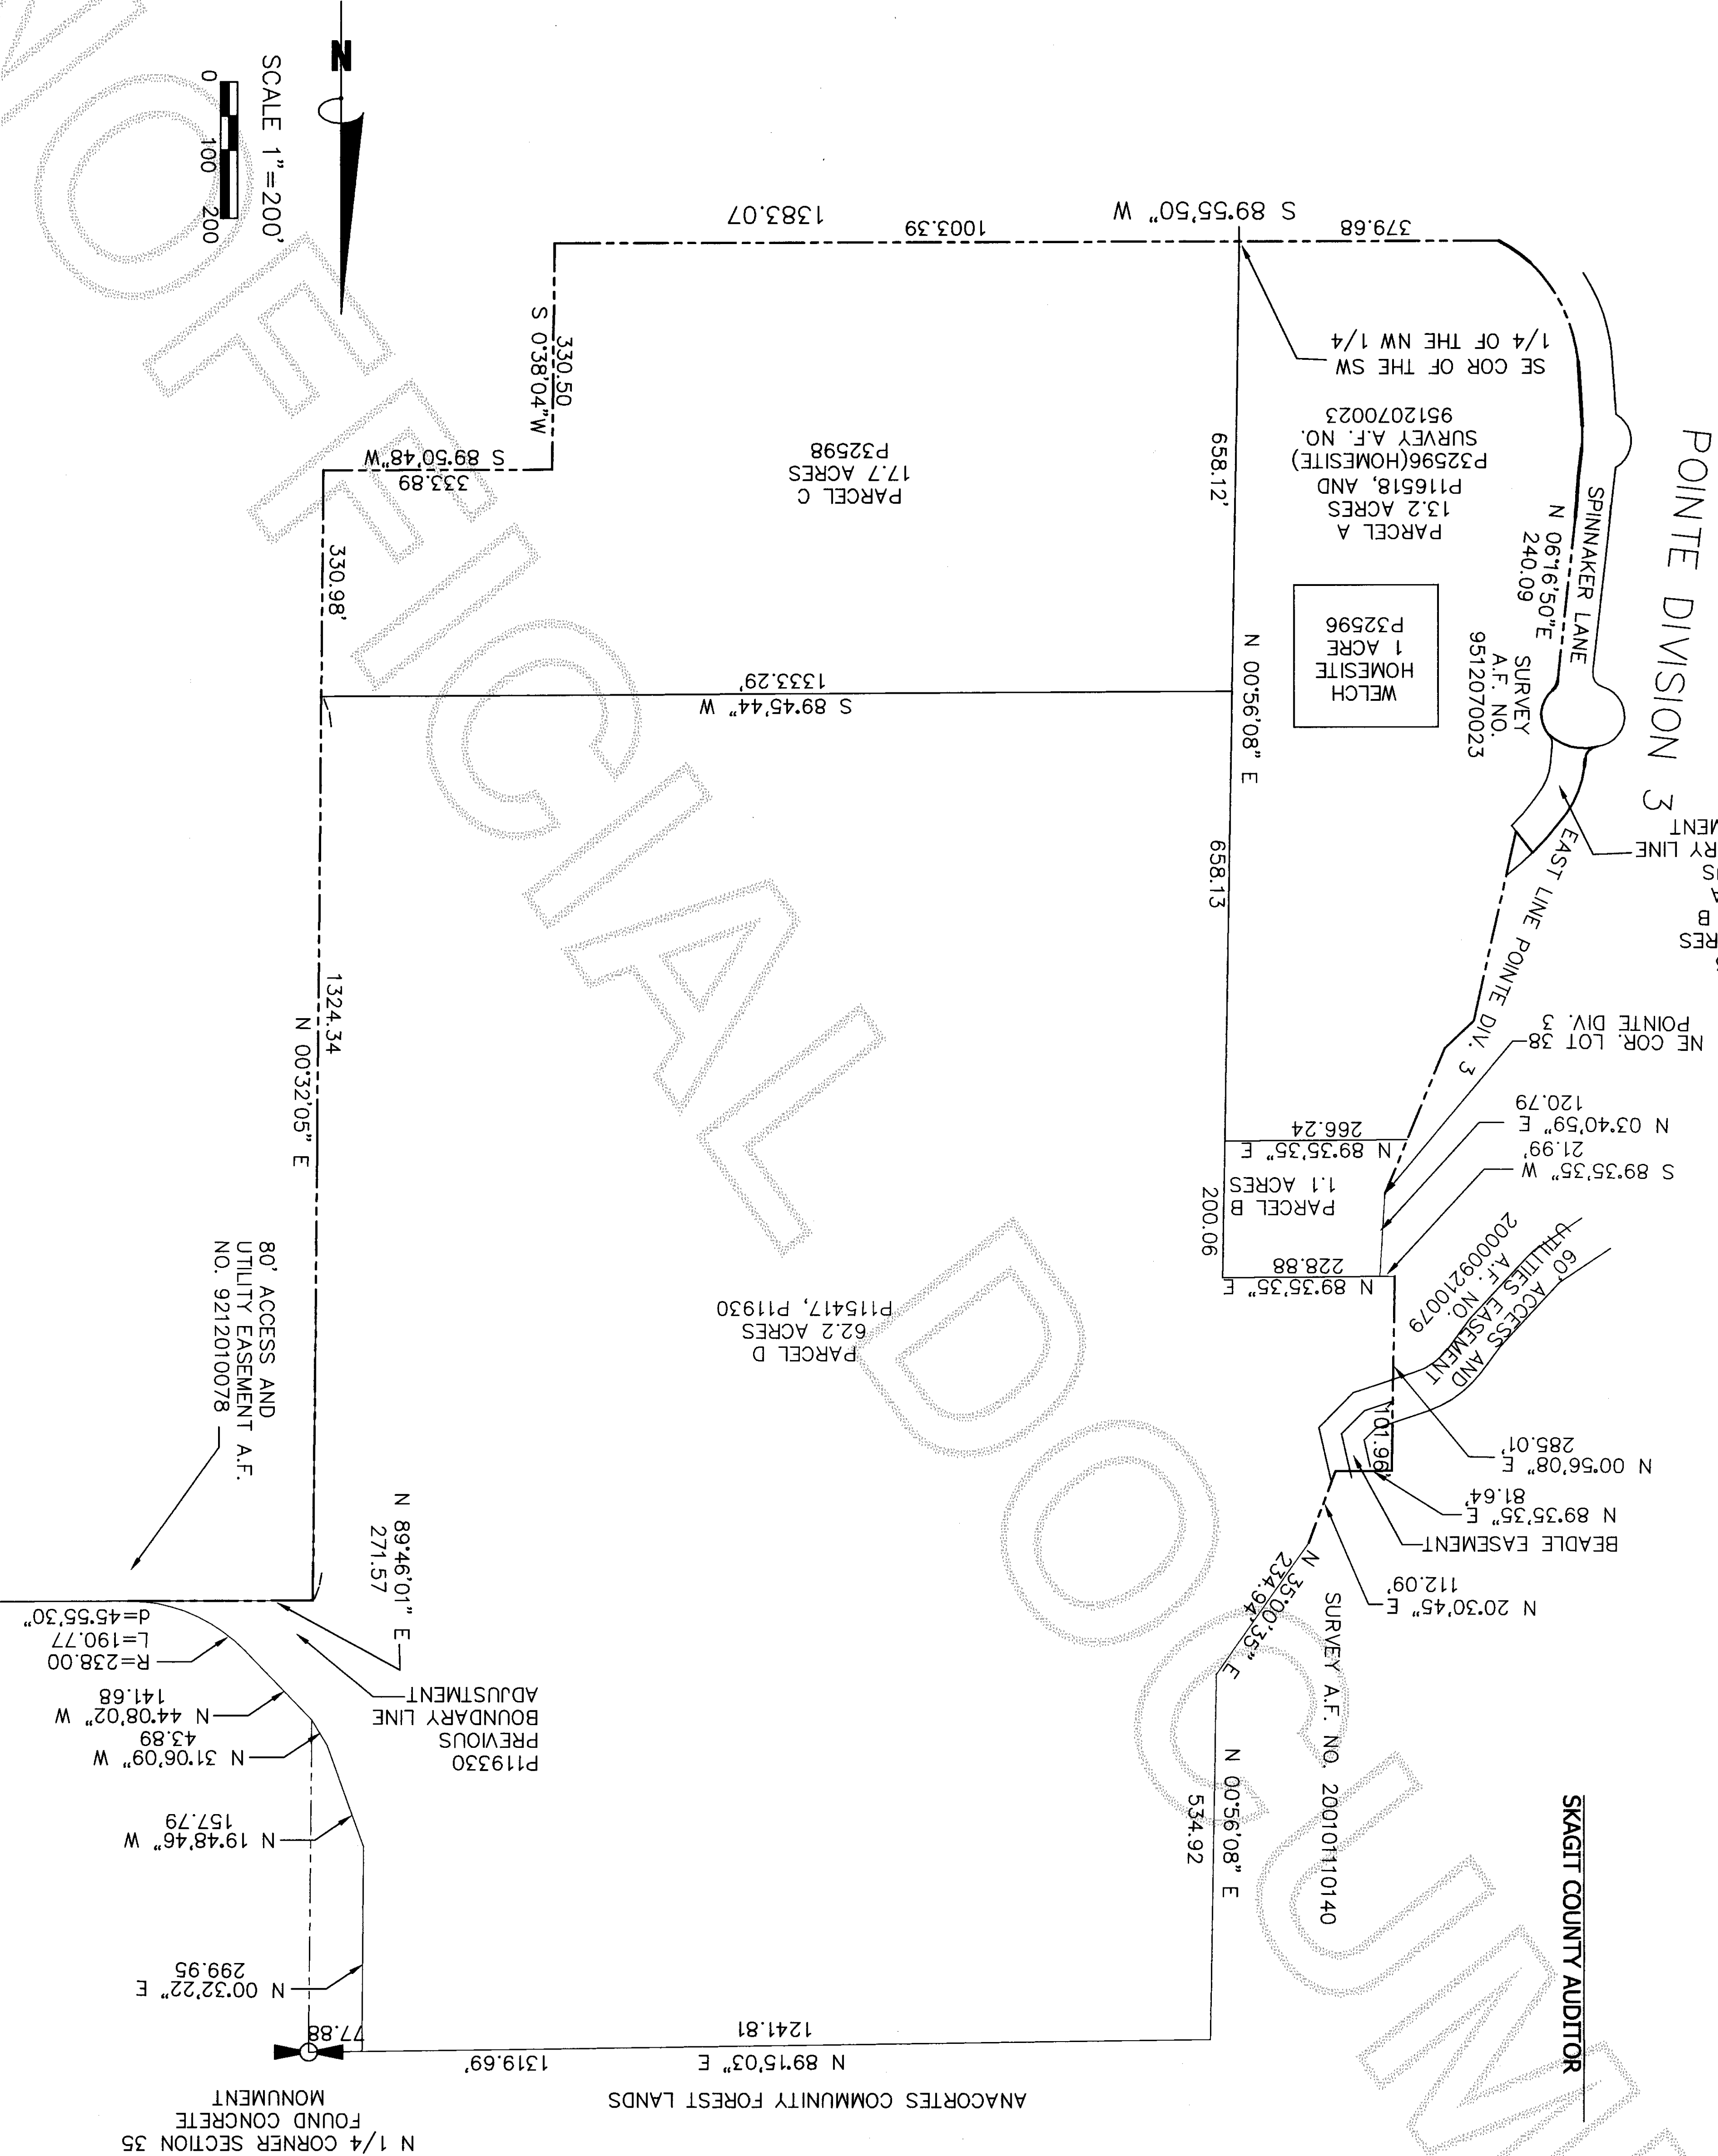 N 1/4 CORNER SECTION 35
FOUND CONCRETE
MONUMENT
ANACORTES COMMUNITY FOREST LANDS
N 89°15'03" E 1319.69'
1241.81
77.88
N 00°32'22" E
299.95
N 19°48'46" W
157.79
N 31°06'09" W
43.89
N 44°08'02" W
141.68
R=238.00
L=190.77
d=45°55'30"
P119330
PREVIOUS
BOUNDARY LINE
ADJUSTMENT
N 89°46'01" E
271.57
80' ACCESS AND
UTILITY EASEMENT A.F.
NO. 9212010078
N 00°32'05" E
1324.34
330.98'
N 00°56'08" E
534.92
SURVEY A.F. NO. 200101110140
N 35°00'35" E
234.94'
N 20°30'45" E
112.09'
BEADLE EASEMENT
N 89°35'35" E
81.64'
N 00°56'08" E
285.01'
101.96'
60' ACCESS AND
UTILITIES EASEMENT
A.F. NO.
200009210079
S 89°35'35" W
21.99'
N 03°40'59" E
120.79
NE COR. LOT 38
POINTE DIV. 3
N 89°35'35" E
228.88
PARCEL B
1.1 ACRES
200.06
N 89°35'35" E
266.24
PARCEL D
62.2 ACRES
P115417, P11930
658.13
N 00°56'08" E
658.12'
EAST LINE POINTE DIV. 3
RES
B
RY LINE
MENT
POINTE DIVISION 3
SPINNAKER LANE
N 06°16'50"E
240.09
SURVEY
A.F. NO.
9512070023
WELCH
HOMESITE
1 ACRE
P32596
PARCEL A
13.2 ACRES
P116518, AND
P32596(HOMESITE)
SURVEY A.F. NO.
9512070023
SE COR OF THE SW
1/4 OF THE NW 1/4
S 89°45'44" W
1333.29'
PARCEL C
17.7 ACRES
P32598
333.89
S 89°50'48"W
330.50
S 0°38'04"W
S 89°55'50" W
379.68
1003.39
1383.07
N
SCALE 1"=200'
0 100 200
SKAGIT COUNTY AUDITOR
NOFFICIAL DOCUM